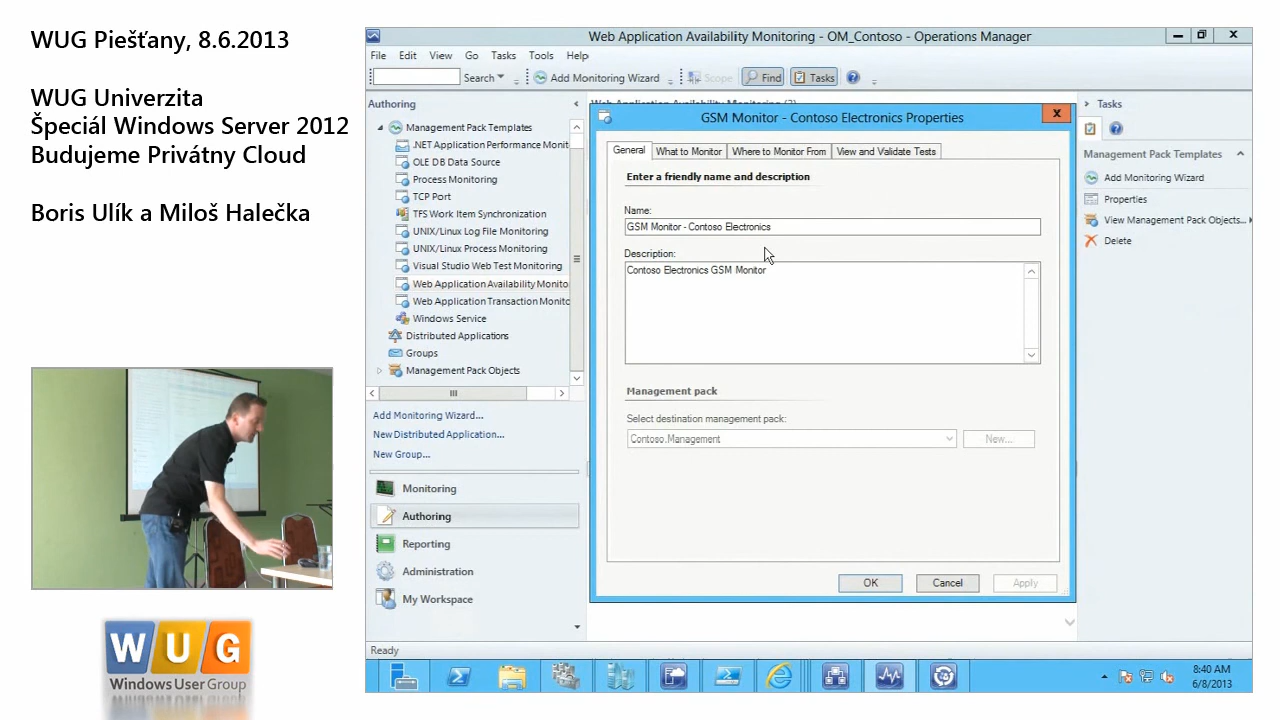 WUG Piešťany, 8.6.2013
WUG Univerzita
Špeciál Windows Server 2012
Budujeme Privátny Cloud
Boris Ulík a Miloš Halečka
WUG
Windows User Group
Web Application Availability Monitoring - OM_Contoso - Operations Manager
File Edit View Go Tasks Tools Help
Search Add Monitoring Wizard Scope Find Tasks
Authoring
Management Pack Templates
.NET Application Performance Monit
OLE DB Data Source
Process Monitoring
TCP Port
TFS Work Item Synchronization
UNIX/Linux Log File Monitoring
UNIX/Linux Process Monitoring
Visual Studio Web Test Monitoring
Web Application Availability Monito
Web Application Transaction Monito
Windows Service
Distributed Applications
Groups
Management Pack Objects
Add Monitoring Wizard...
New Distributed Application...
New Group...
Monitoring
Authoring
Reporting
Administration
My Workspace
GSM Monitor - Contoso Electronics Properties
General What to Monitor Where to Monitor From View and Validate Tests
Enter a friendly name and description
Name:
GSM Monitor - Contoso Electronics
Description:
Contoso Electronics GSM Monitor
Management pack
Select destination management pack:
Contoso.Management New...
OK Cancel Apply
Tasks
Management Pack Templates
Add Monitoring Wizard
Properties
View Management Pack Objects...
Delete
Ready
8:40 AM
6/8/2013